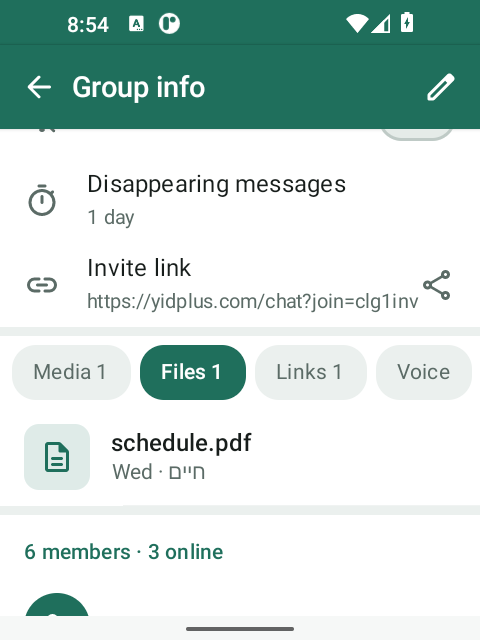 8:54
A
Group info
Disappearing messages
1 day
Invite link
https://yidplus.com/chat?join=clg1inv
Media 1
Files 1
Links 1
Voice
schedule.pdf
Wed · חיים
6 members · 3 online